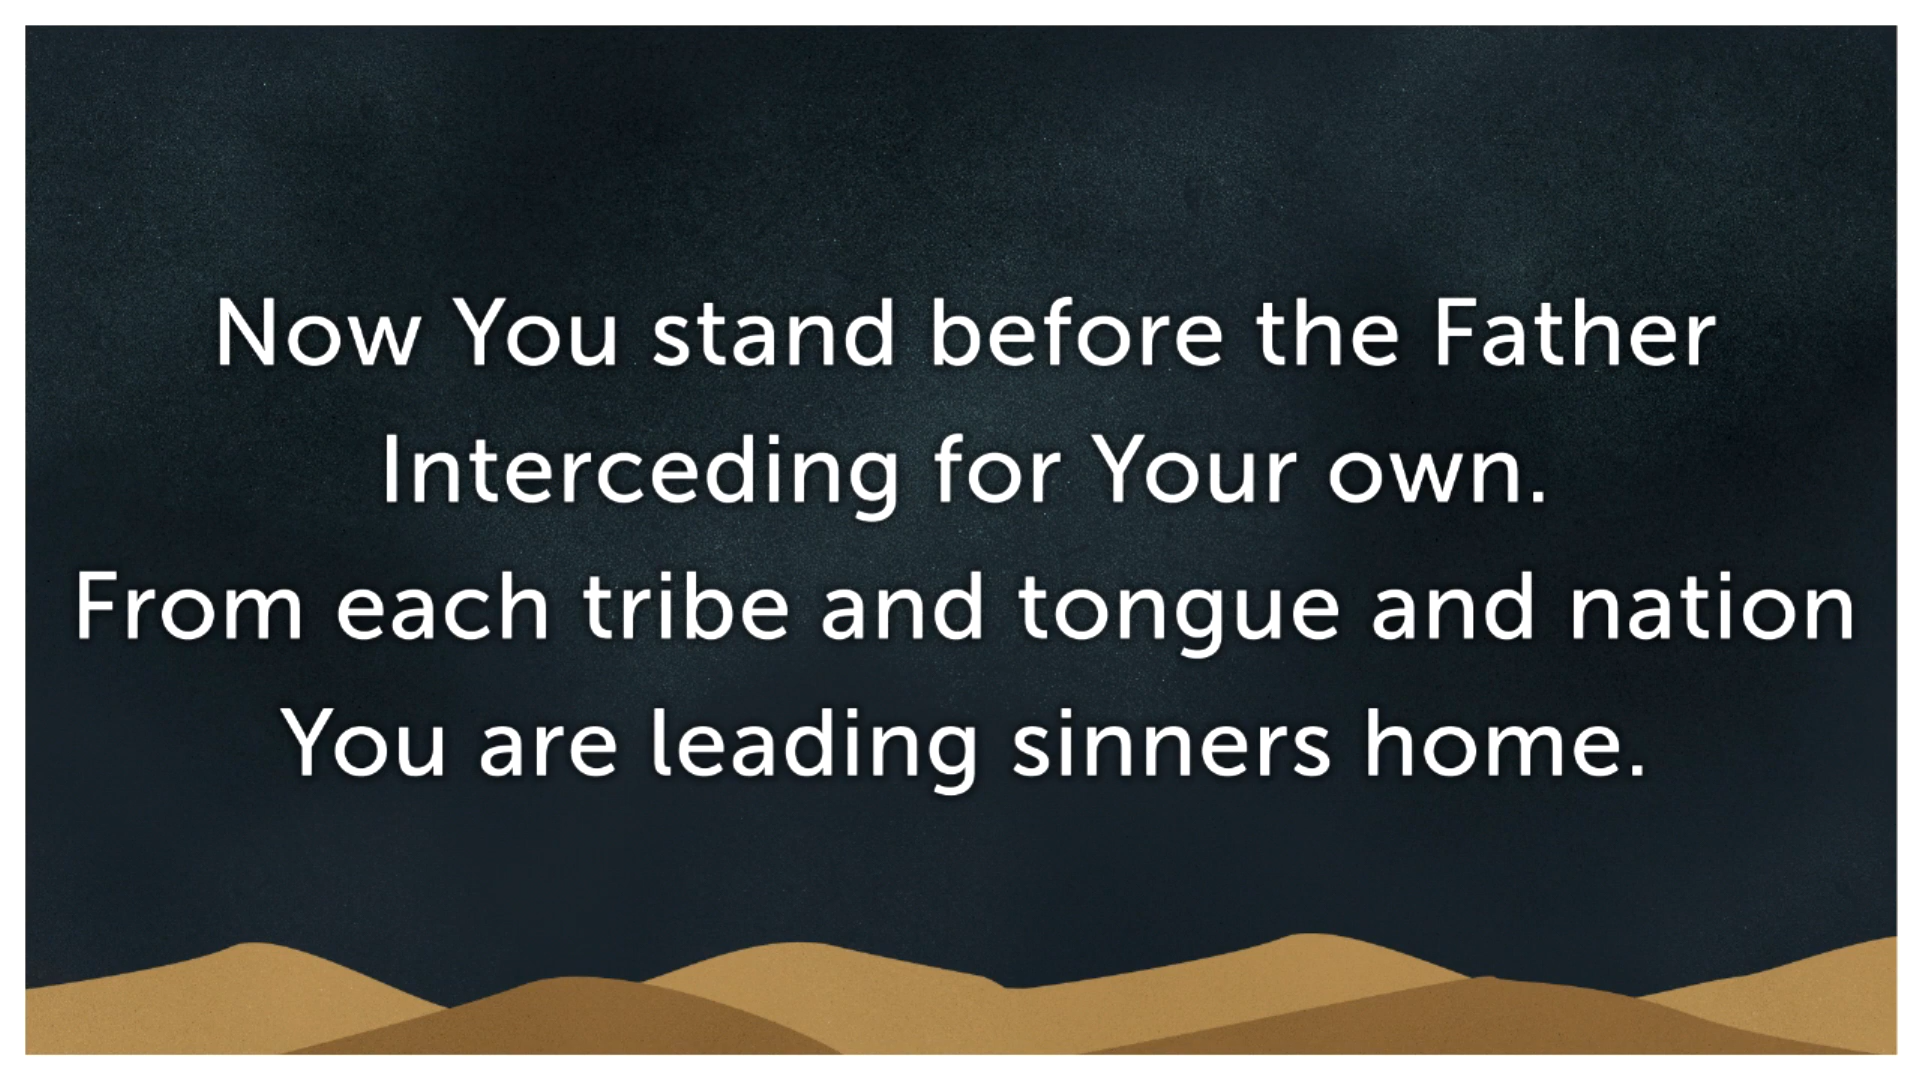 Now You stand before the Father
Interceding for Your own.
From each tribe and tongue and nation
You are leading sinners home.